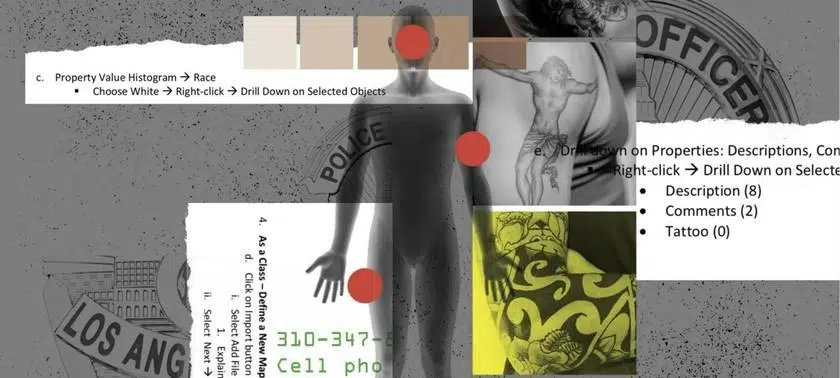 c. Property Value Histogram → Race
▪ Choose White → Right-click → Drill Down on Selected Objects
POLICE
OFFICER
e. Drill down on Properties: Descriptions, Con
▪ Right-click → Drill Down on Selecte
• Description (8)
• Comments (2)
• Tattoo (0)
4. As a Class – Define a New Map
d. Click on Import button
i. Select Add File
1. Explain
ii. Select Next →
310-347-
Cell pho
LOS ANG